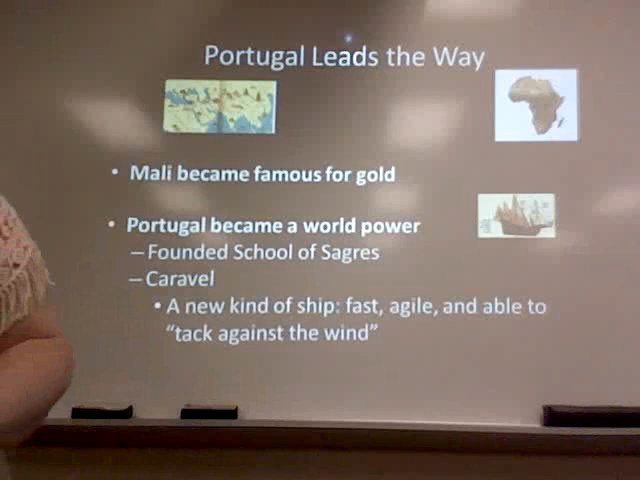 Portugal Leads the Way
• Mali became famous for gold
• Portugal became a world power
– Founded School of Sagres
– Caravel
• A new kind of ship: fast, agile, and able to
“tack against the wind”